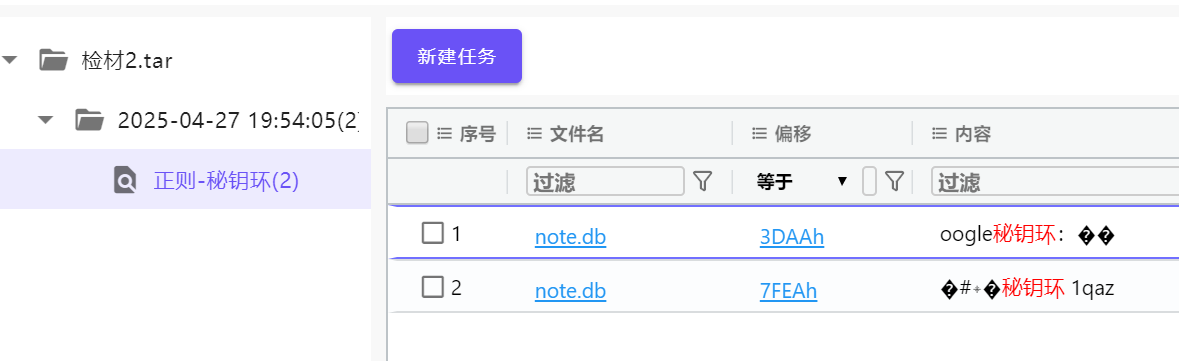 检材2.tar
2025-04-27 19:54:05(2)
正则-秘钥环(2)
新建任务
序号 文件名 偏移 内容
过滤 等于 过滤
1 note.db 3DAAh oogle秘钥环：��
2 note.db 7FEAh �#+�秘钥环 1qaz